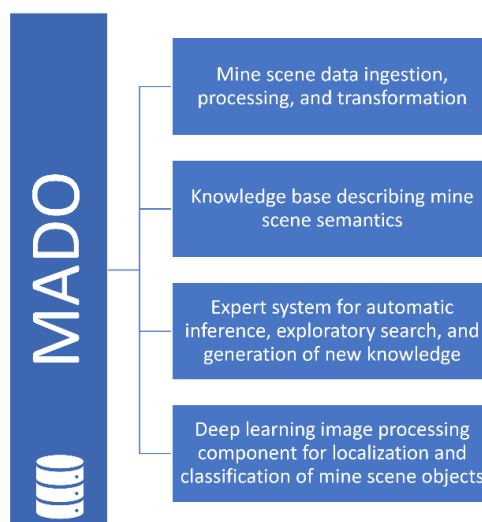 MADO
Mine scene data ingestion,
processing, and transformation
Knowledge base describing mine
scene semantics
Expert system for automatic
inference, exploratory search, and
generation of new knowledge
Deep learning image processing
component for localization and
classification of mine scene objects